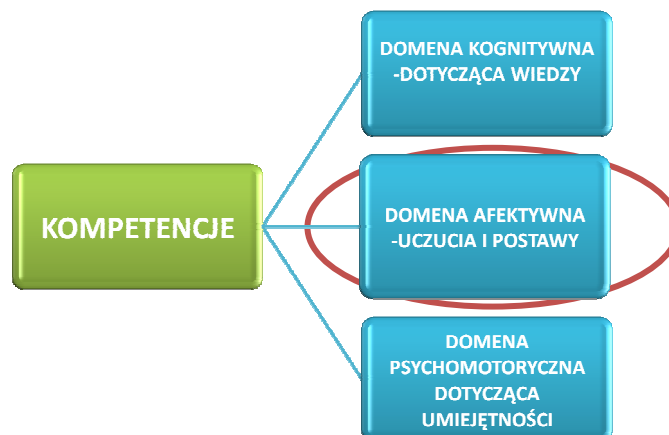 DOMENA KOGNITYWNA
-DOTYCZĄCA WIEDZY
KOMPETENCJE
DOMENA AFEKTYWNA
-UCZUCIA I POSTAWY
DOMENA
PSYCHOMOTORYCZNA
DOTYCZĄCA
UMIEJĘTNOŚCI